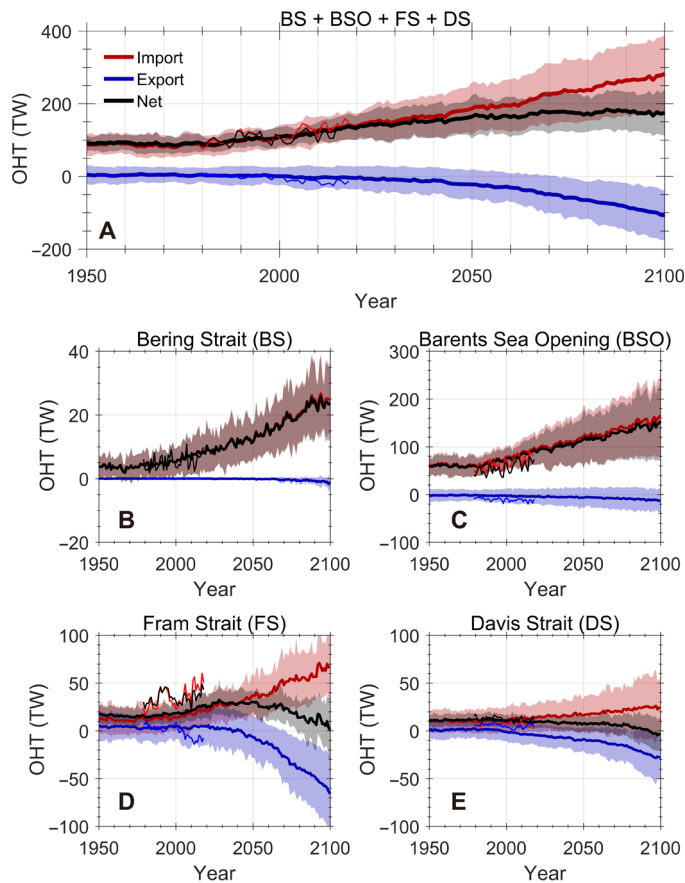 BS + BSO + FS + DS
400
Import
Export
Net
200
0
−200
OHT (TW)
A
1950
2000
2050
2100
Year
Bering Strait (BS)
40
20
0
−20
OHT (TW)
B
1950
2000
2050
2100
Year
Barents Sea Opening (BSO)
300
200
100
0
−100
OHT (TW)
C
1950
2000
2050
2100
Year
Fram Strait (FS)
100
50
0
−50
−100
OHT (TW)
D
1950
2000
2050
2100
Year
Davis Strait (DS)
100
50
0
−50
−100
OHT (TW)
E
1950
2000
2050
2100
Year